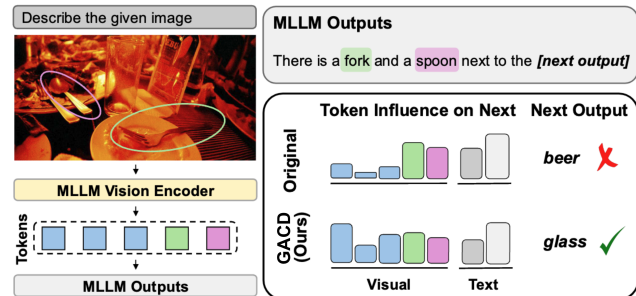 Describe the given image
MLLM Vision Encoder
Tokens
MLLM Outputs
MLLM Outputs
There is a fork and a spoon next to the [next output]
Token Influence on Next
Next Output
Original
beer
GACD
(Ours)
glass
Visual
Text